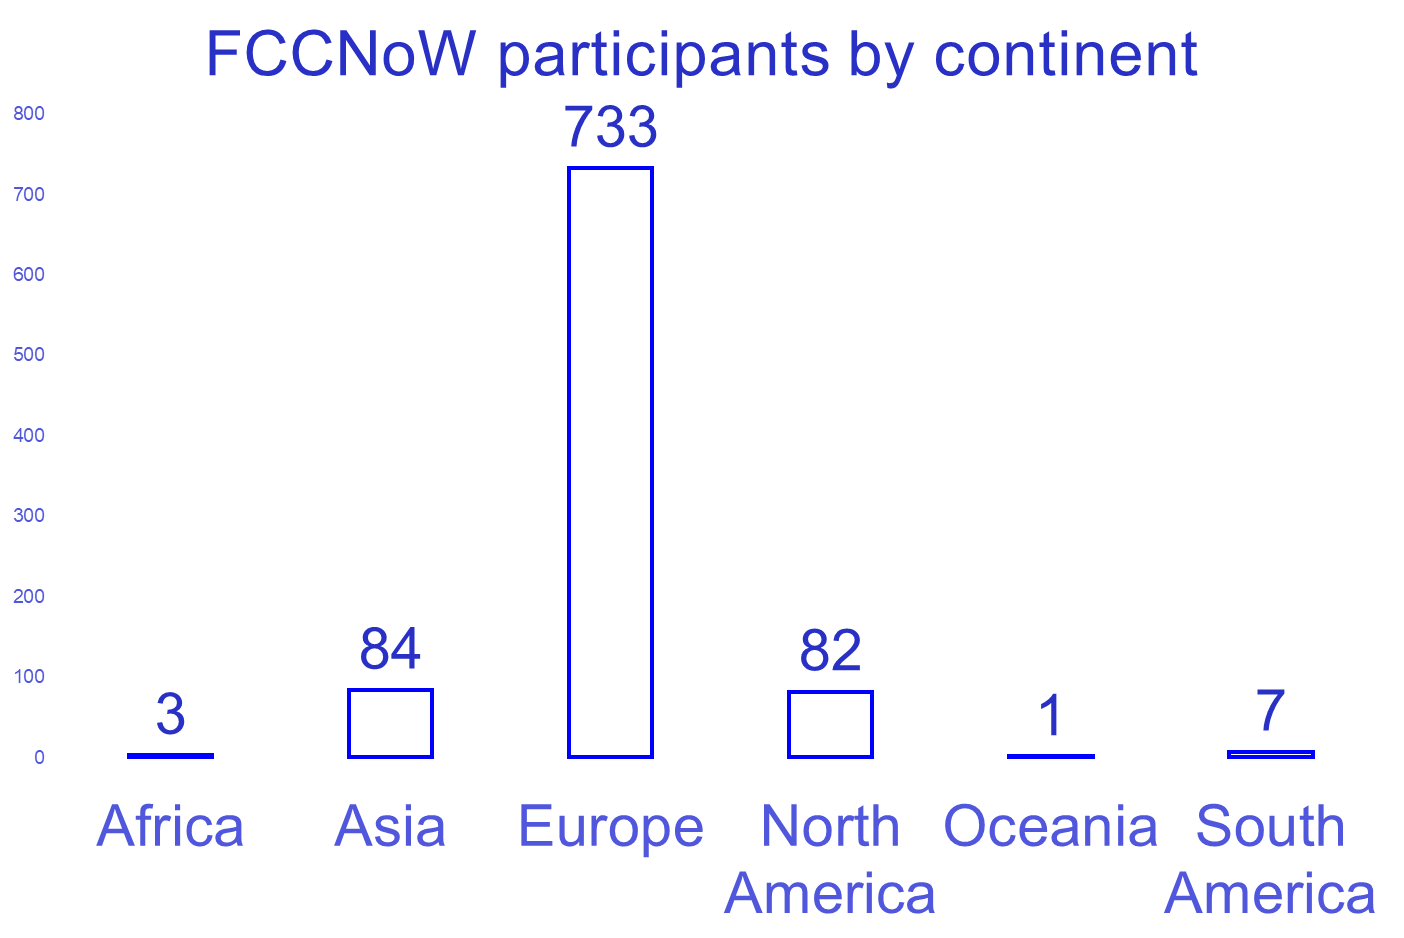 FCCNoW participants by continent
800
700
600
500
400
300
200
100
0
3
84
733
82
1
7
Africa
Asia
Europe
North
America
Oceania
South
America